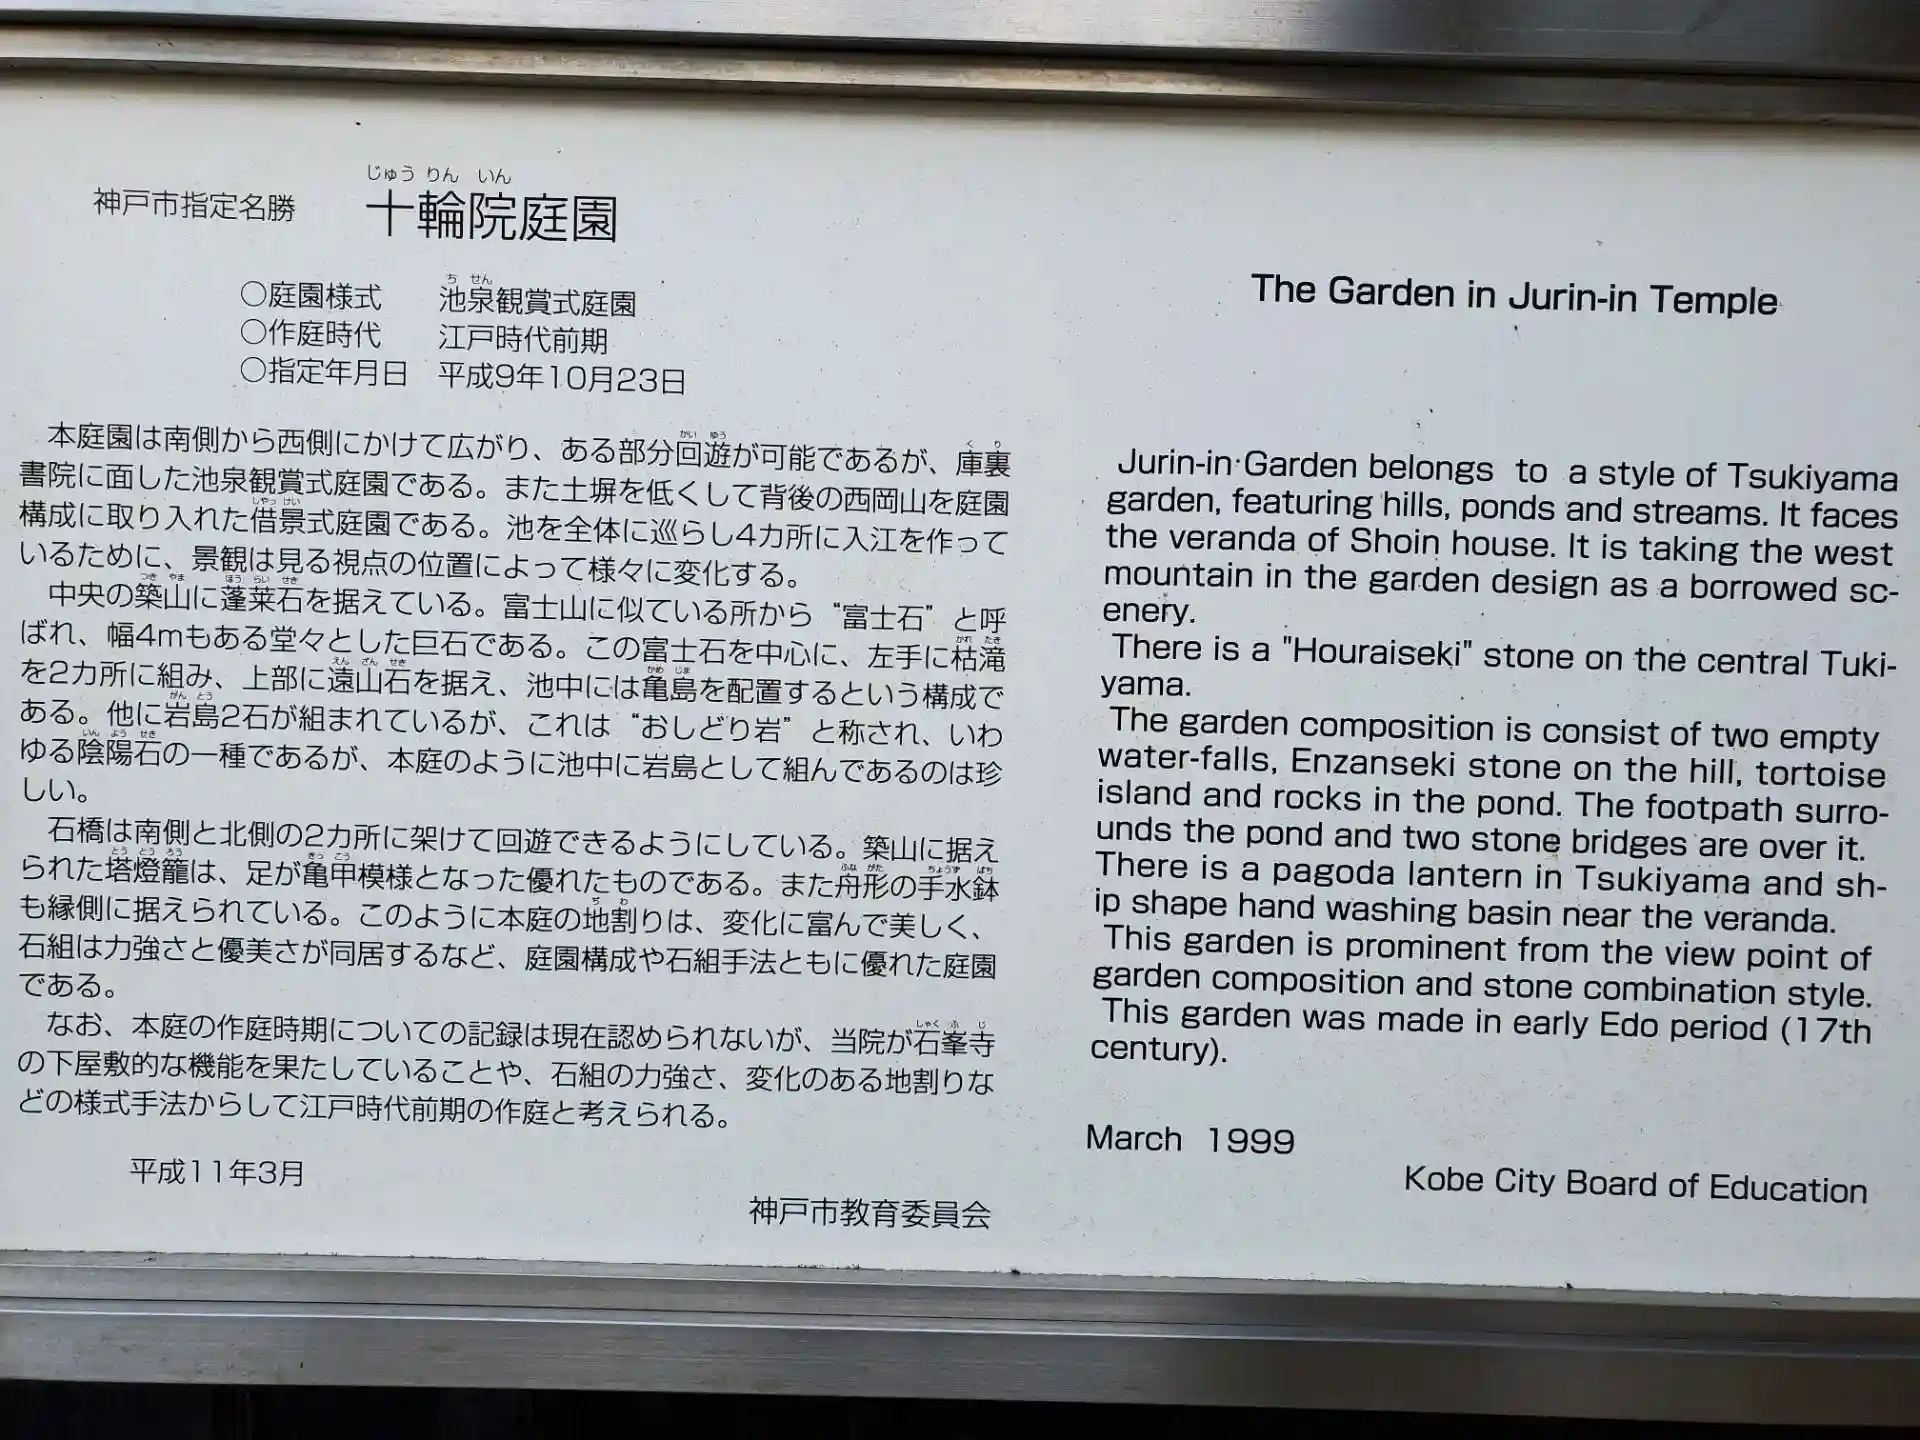 神戸市指定名勝 十輪院庭園
じゅう りん いん
○庭園様式 池泉観賞式庭園
ち せん
○作庭時代 江戸時代前期
○指定年月日 平成9年10月23日
本庭園は南側から西側にかけて広がり、ある部分回遊が可能であるが、庫裏
書院に面した池泉観賞式庭園である。また土塀を低くして背後の西岡山を庭園
構成に取り入れた借景式庭園である。池を全体に巡らし4カ所に入江を作って
いるために、景観は見る視点の位置によって様々に変化する。
中央の築山に蓬莱石を据えている。富士山に似ている所から“富士石”と呼
ばれ、幅4mもある堂々とした巨石である。この富士石を中心に、左手に枯滝
を2カ所に組み、上部に遠山石を据え、池中には亀島を配置するという構成で
ある。他に岩島2石が組まれているが、これは“おしどり岩”と称され、いわ
ゆる陰陽石の一種であるが、本庭のように池中に岩島として組んであるのは珍
しい。
石橋は南側と北側の2カ所に架けて回遊できるようにしている。築山に据え
られた塔燈籠は、足が亀甲模様となった優れたものである。また舟形の手水鉢
も縁側に据えられている。このように本庭の地割りは、変化に富んで美しく、
石組は力強さと優美さが同居するなど、庭園構成や石組手法ともに優れた庭園
である。
なお、本庭の作庭時期についての記録は現在認められないが、当院が石峯寺
の下屋敷的な機能を果たしていることや、石組の力強さ、変化のある地割りな
どの様式手法からして江戸時代前期の作庭と考えられる。
平成11年3月
神戸市教育委員会
The Garden in Jurin-in Temple
Jurin-in Garden belongs to a style of Tsukiyama
garden, featuring hills, ponds and streams. It faces
the veranda of Shoin house. It is taking the west
mountain in the garden design as a borrowed sc-
enery.
There is a "Houraiseki" stone on the central Tuki-
yama.
The garden composition is consist of two empty
water-falls, Enzanseki stone on the hill, tortoise
island and rocks in the pond. The footpath surro-
unds the pond and two stone bridges are over it.
There is a pagoda lantern in Tsukiyama and sh-
ip shape hand washing basin near the veranda.
This garden is prominent from the view point of
garden composition and stone combination style.
This garden was made in early Edo period (17th
century).
March 1999
Kobe City Board of Education